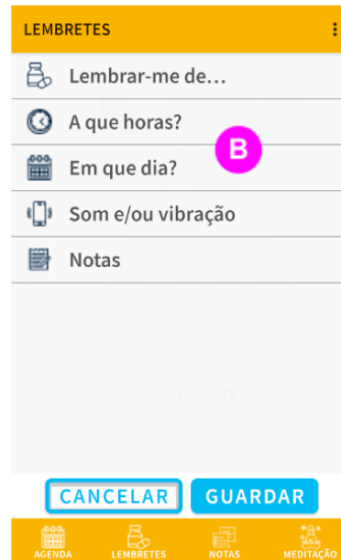 LEMBRETES
Lembrar-me de...
A que horas?
B
Em que dia?
Som e/ou vibração
Notas
CANCELAR GUARDAR
AGENDA LEMBRETES NOTAS MEDITAÇÃO